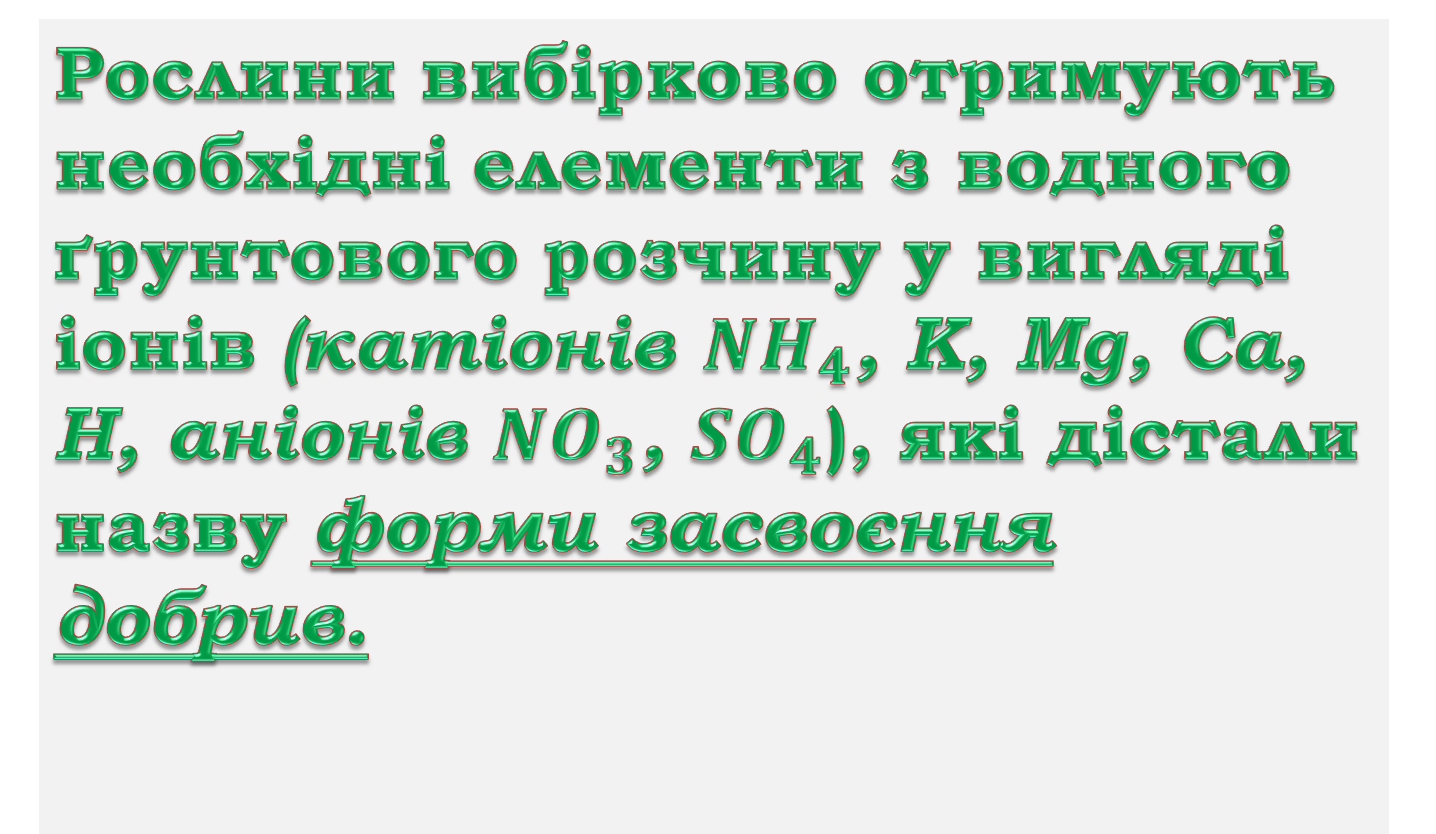 Рослини вибірково отримують
необхідні елементи з водного
ґрунтового розчину у вигляді
іонів (катіонів NH₄, K, Mg, Ca,
H, аніонів NO₃, SO₄), які дістали
назву форми засвоєння
добрив.